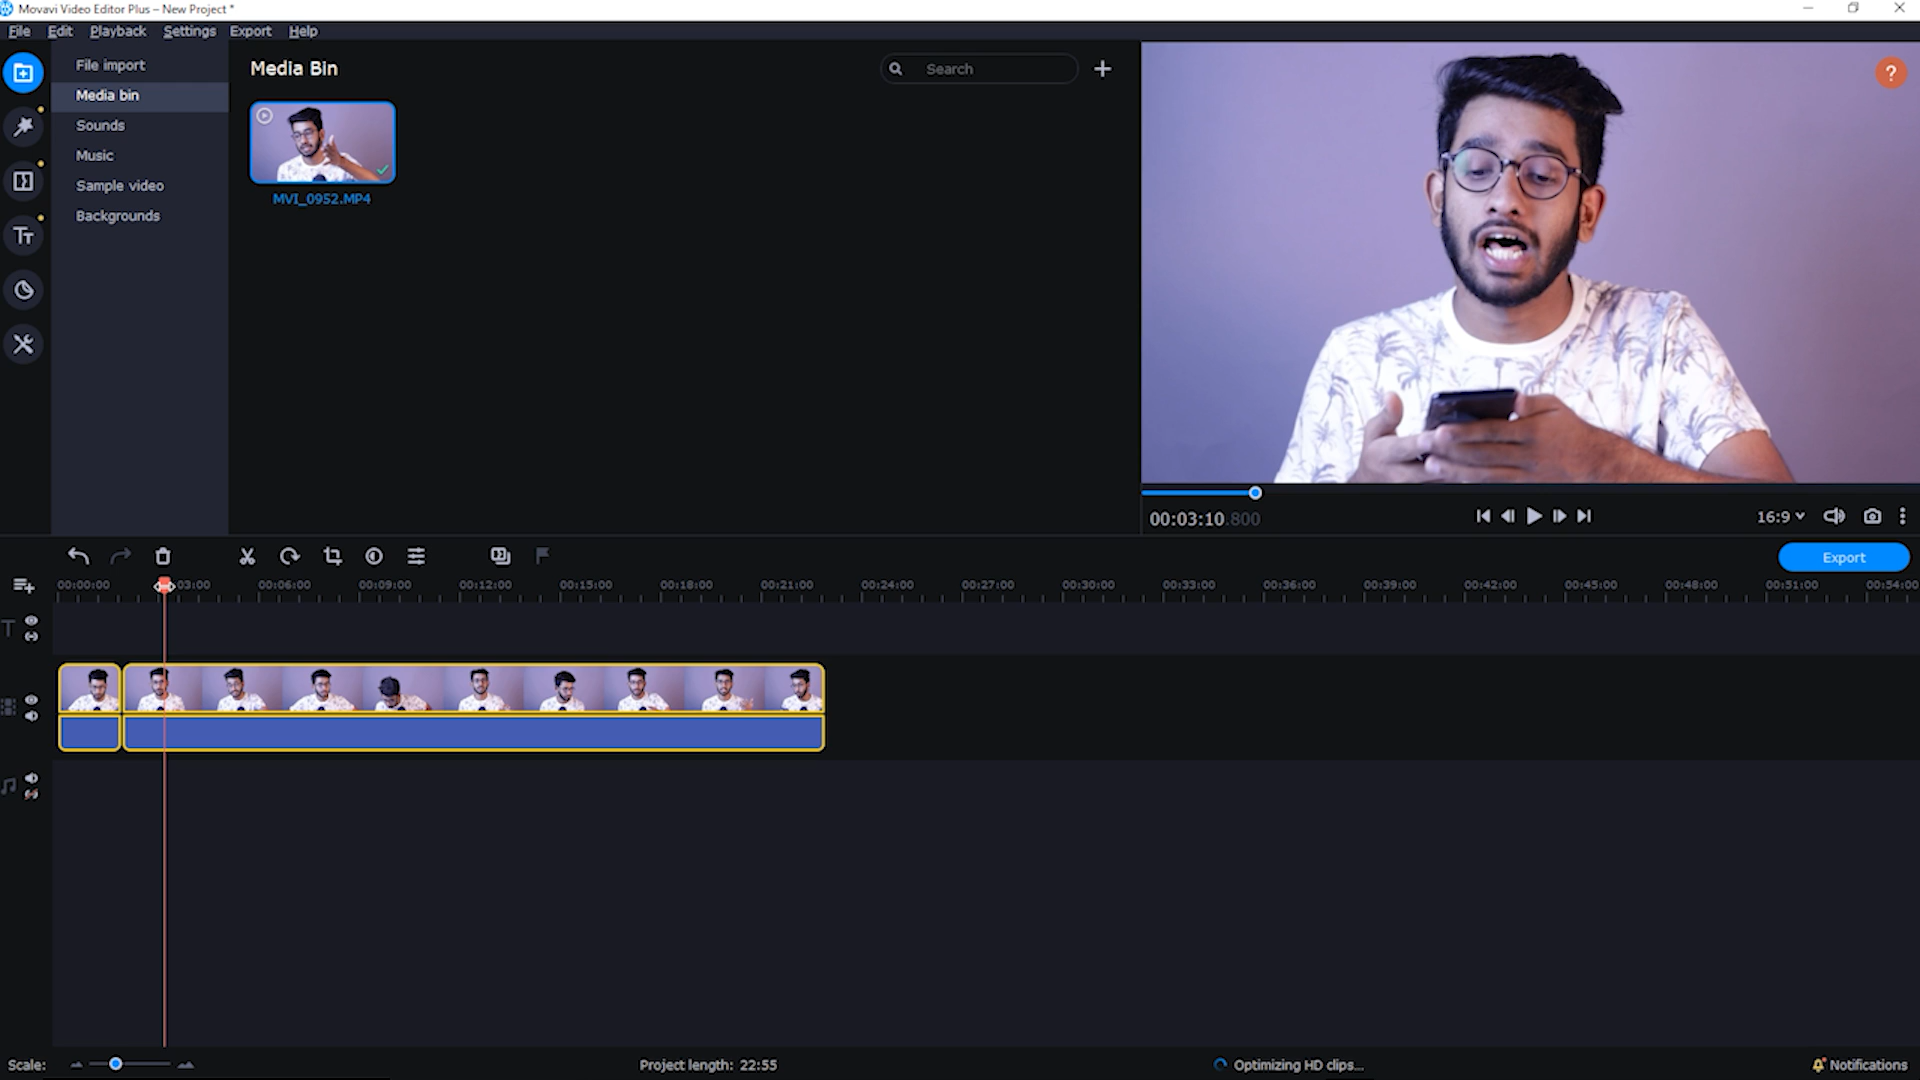 Movavi Video Editor Plus – New Project *
File Edit Playback Settings Export Help
File import
Media bin
Sounds
Music
Sample video
Backgrounds
Media Bin
Search
MVI_0952.MP4
?
00:03:10.800
16:9
Export
00:00:00 03:00 00:06:00 00:09:00 00:12:00 00:15:00 00:18:00 00:21:00 00:24:00 00:27:00 00:30:00 00:33:00 00:36:00 00:39:00 00:42:00 00:45:00 00:48:00 00:51:00 00:54:00
Scale:
Project length: 22:55
Optimizing HD clips...
Notifications